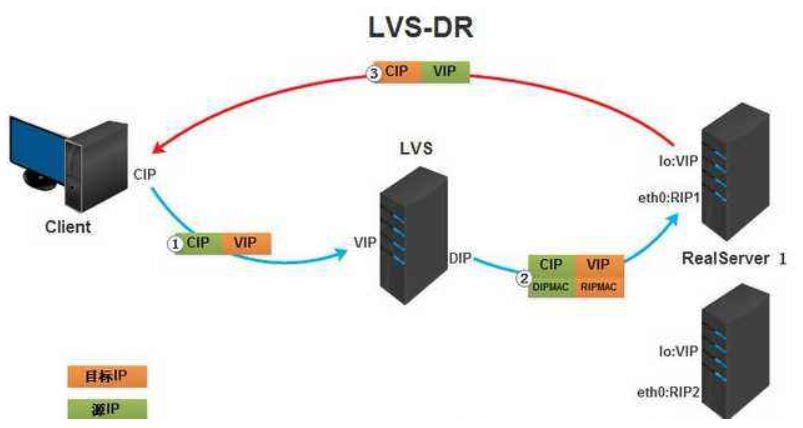 LVS-DR
③ CIP VIP
LVS
lo:VIP
CIP
eth0:RIP1
Client
① CIP VIP
VIP
DIP
RealServer 1
② CIP VIP
DIPMAC RIPMAC
lo:VIP
目标IP
eth0:RIP2
源IP